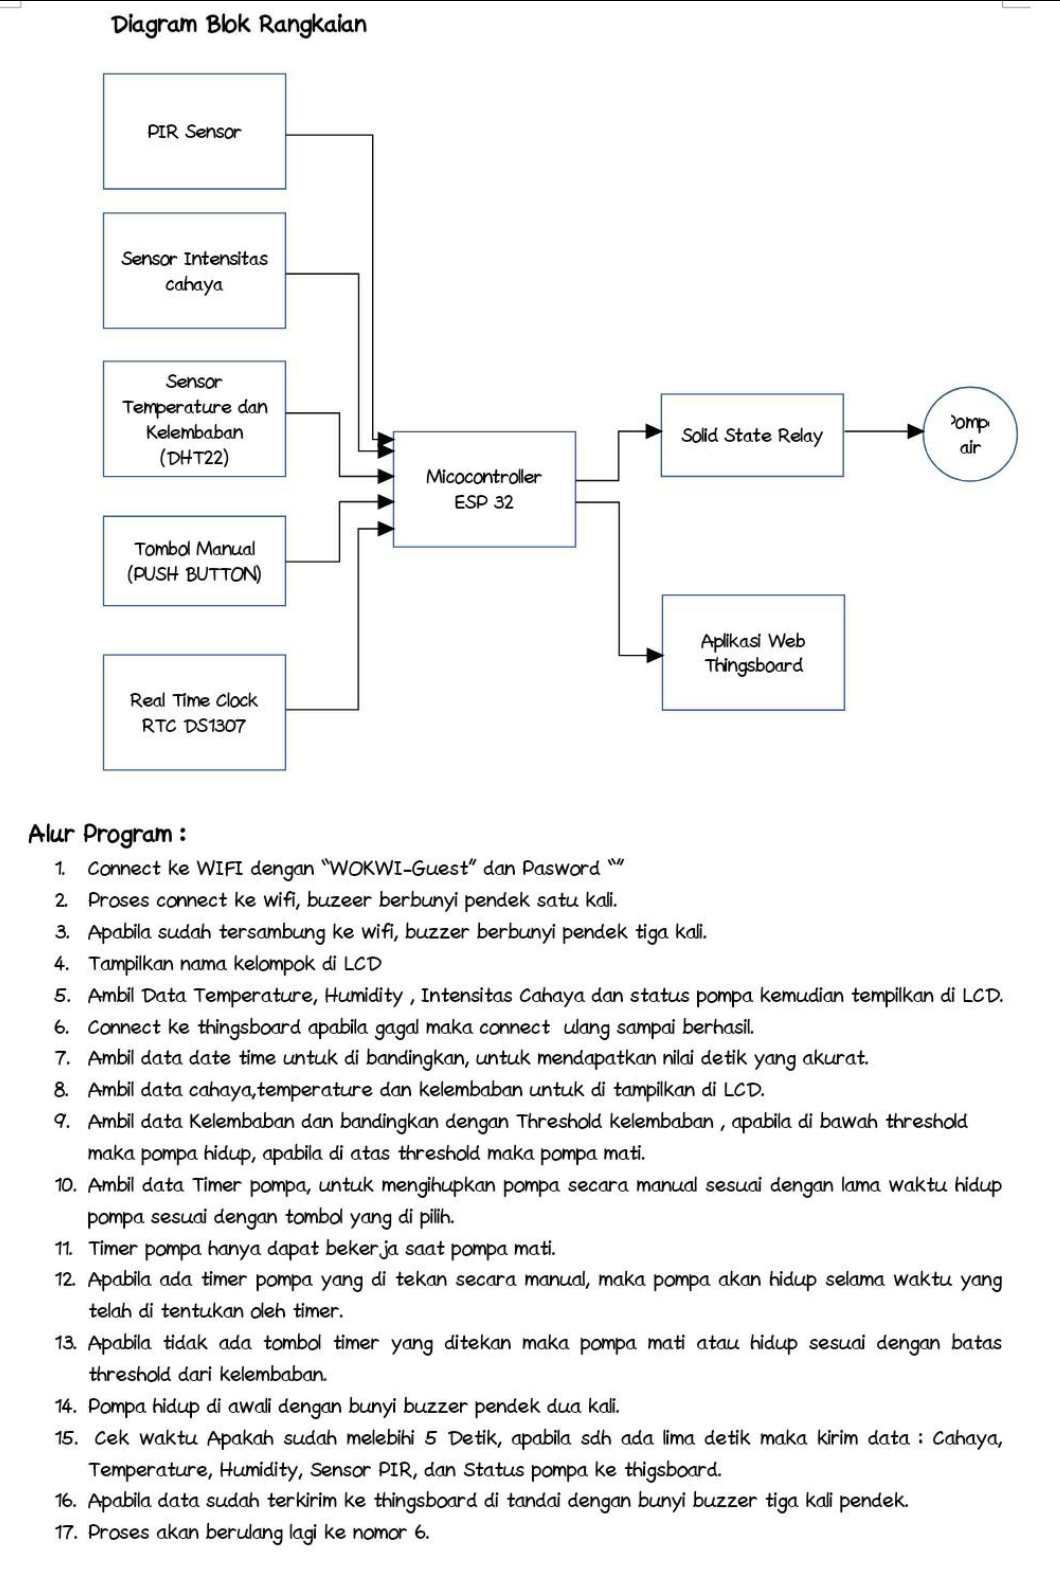 Diagram Blok Rangkaian
PIR Sensor
Sensor Intensitas
cahaya
Sensor
Temperature dan
Kelembaban
(DHT22)
Tombol Manual
(PUSH BUTTON)
Real Time Clock
RTC DS1307
Micocontroller
ESP 32
Solid State Relay
air
Aplikasi Web
Thingsboard
Alur Program :
1. Connect ke WIFI dengan “WOKWI-Guest” dan Pasword “”
2. Proses connect ke wifi, buzeer berbunyi pendek satu kali.
3. Apabila sudah tersambung ke wifi, buzzer berbunyi pendek tiga kali.
4. Tampilkan nama kelompok di LCD
5. Ambil Data Temperature, Humidity , Intensitas Cahaya dan status pompa kemudian tempilkan di LCD.
6. Connect ke thingsboard apabila gagal maka connect ulang sampai berhasil.
7. Ambil data date time untuk di bandingkan, untuk mendapatkan nilai detik yang akurat.
8. Ambil data cahaya,temperature dan kelembaban untuk di tampilkan di LCD.
9. Ambil data Kelembaban dan bandingkan dengan Threshold kelembaban , apabila di bawah threshold
maka pompa hidup, apabila di atas threshold maka pompa mati.
10. Ambil data Timer pompa, untuk mengihupkan pompa secara manual sesuai dengan lama waktu hidup
pompa sesuai dengan tombol yang di pilih.
11. Timer pompa hanya dapat bekerja saat pompa mati.
12. Apabila ada timer pompa yang di tekan secara manual, maka pompa akan hidup selama waktu yang
telah di tentukan oleh timer.
13. Apabila tidak ada tombol timer yang ditekan maka pompa mati atau hidup sesuai dengan batas
threshold dari kelembaban.
14. Pompa hidup di awali dengan bunyi buzzer pendek dua kali.
15. Cek waktu Apakah sudah melebihi 5 Detik, apabila sdh ada lima detik maka kirim data : Cahaya,
Temperature, Humidity, Sensor PIR, dan Status pompa ke thigsboard.
16. Apabila data sudah terkirim ke thingsboard di tandai dengan bunyi buzzer tiga kali pendek.
17. Proses akan berulang lagi ke nomor 6.